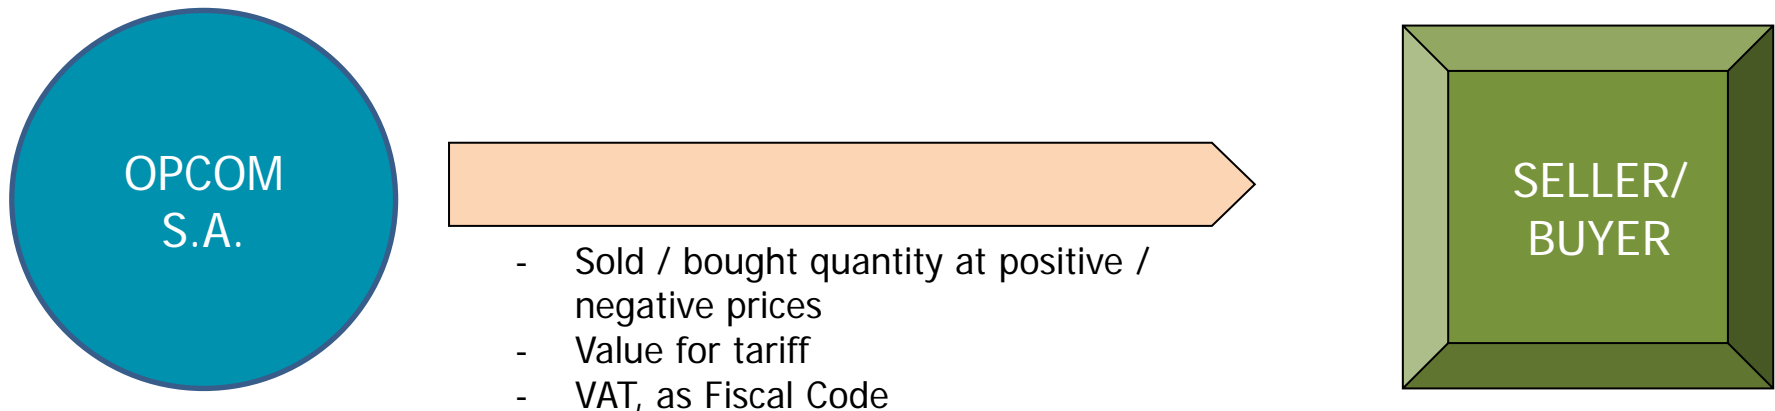 OPCOM
S.A.
- Sold / bought quantity at positive /
negative prices
- Value for tariff
- VAT, as Fiscal Code
SELLER/
BUYER